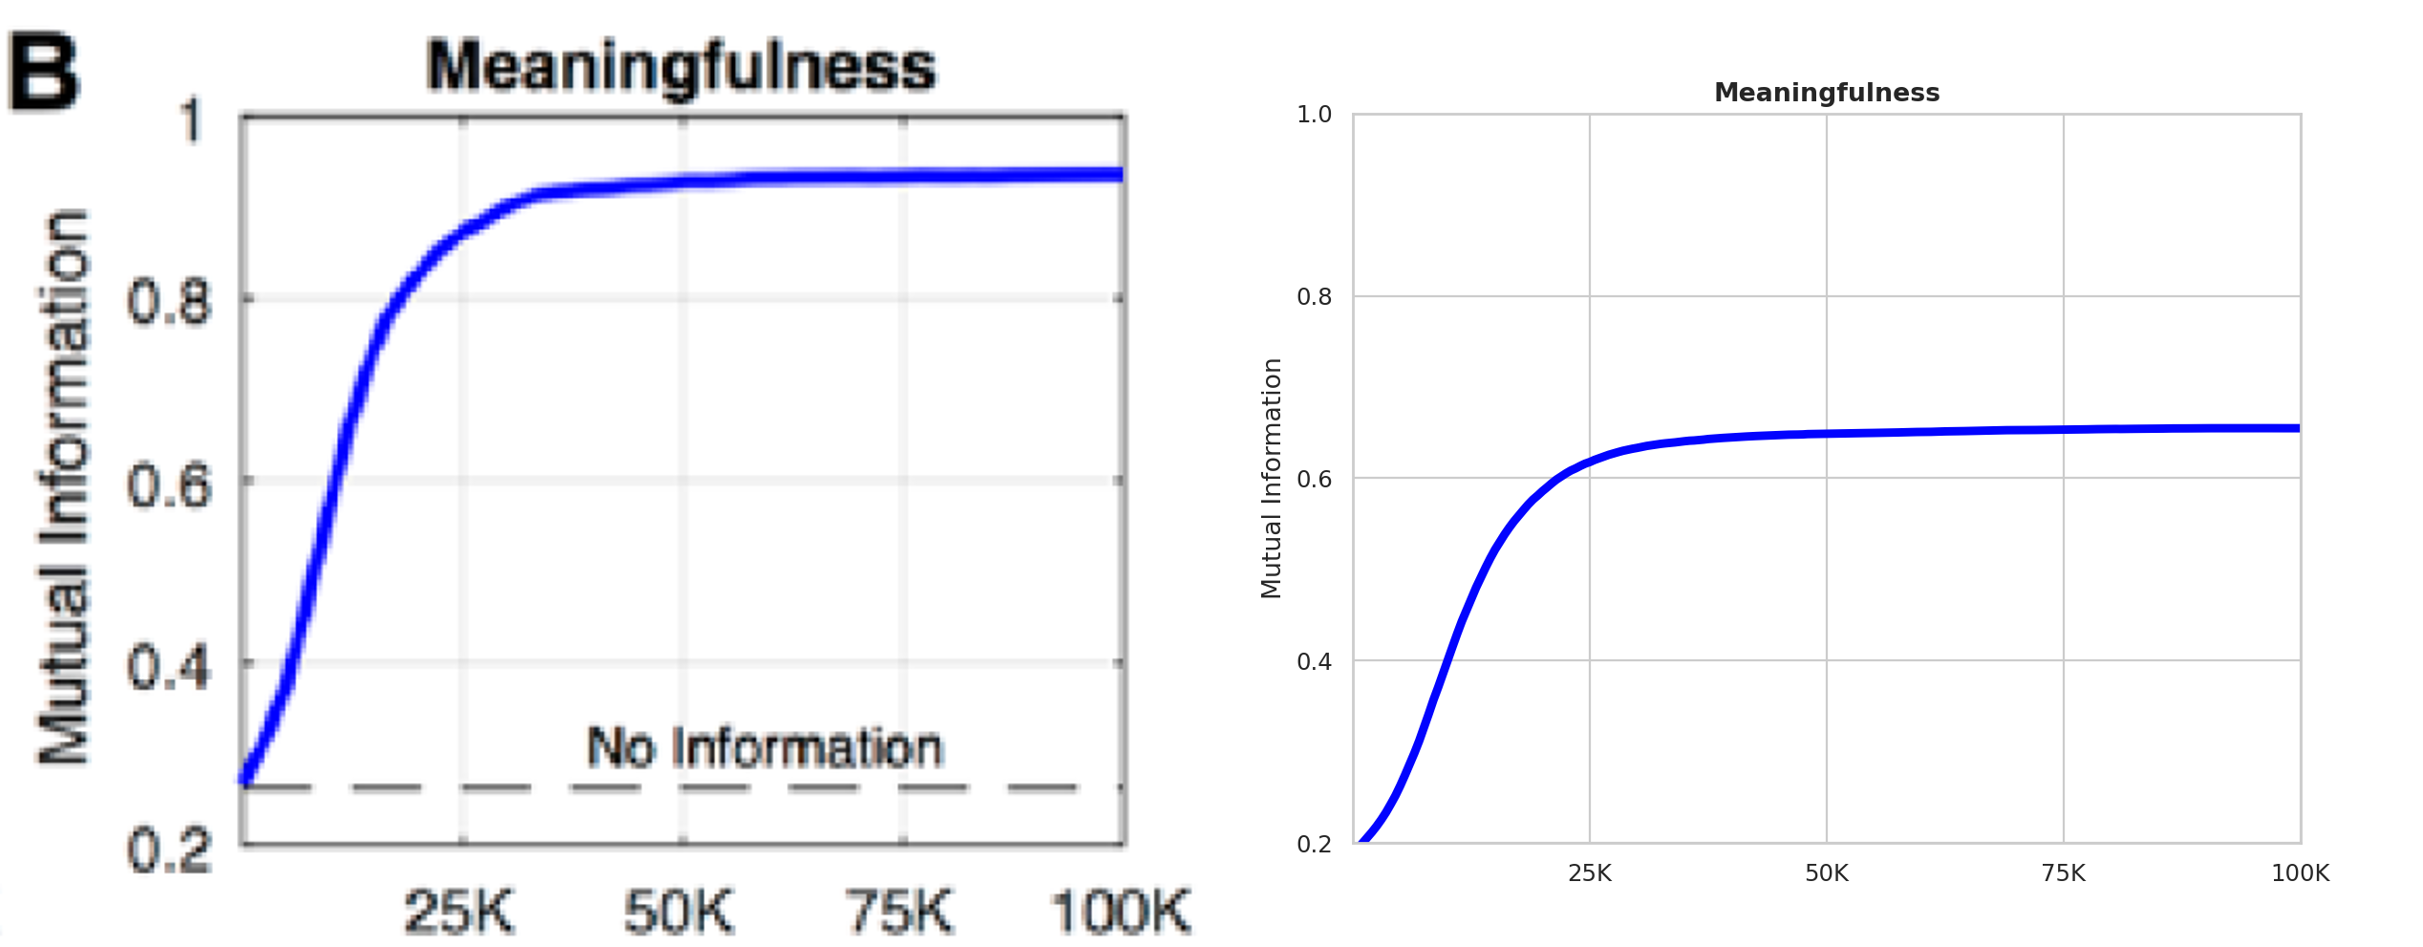 B
Meaningfulness
Mutual Information
1
0.8
0.6
0.4
0.2
No Information
25K 50K 75K 100K
Meaningfulness
Mutual Information
1.0
0.8
0.6
0.4
0.2
25K 50K 75K 100K